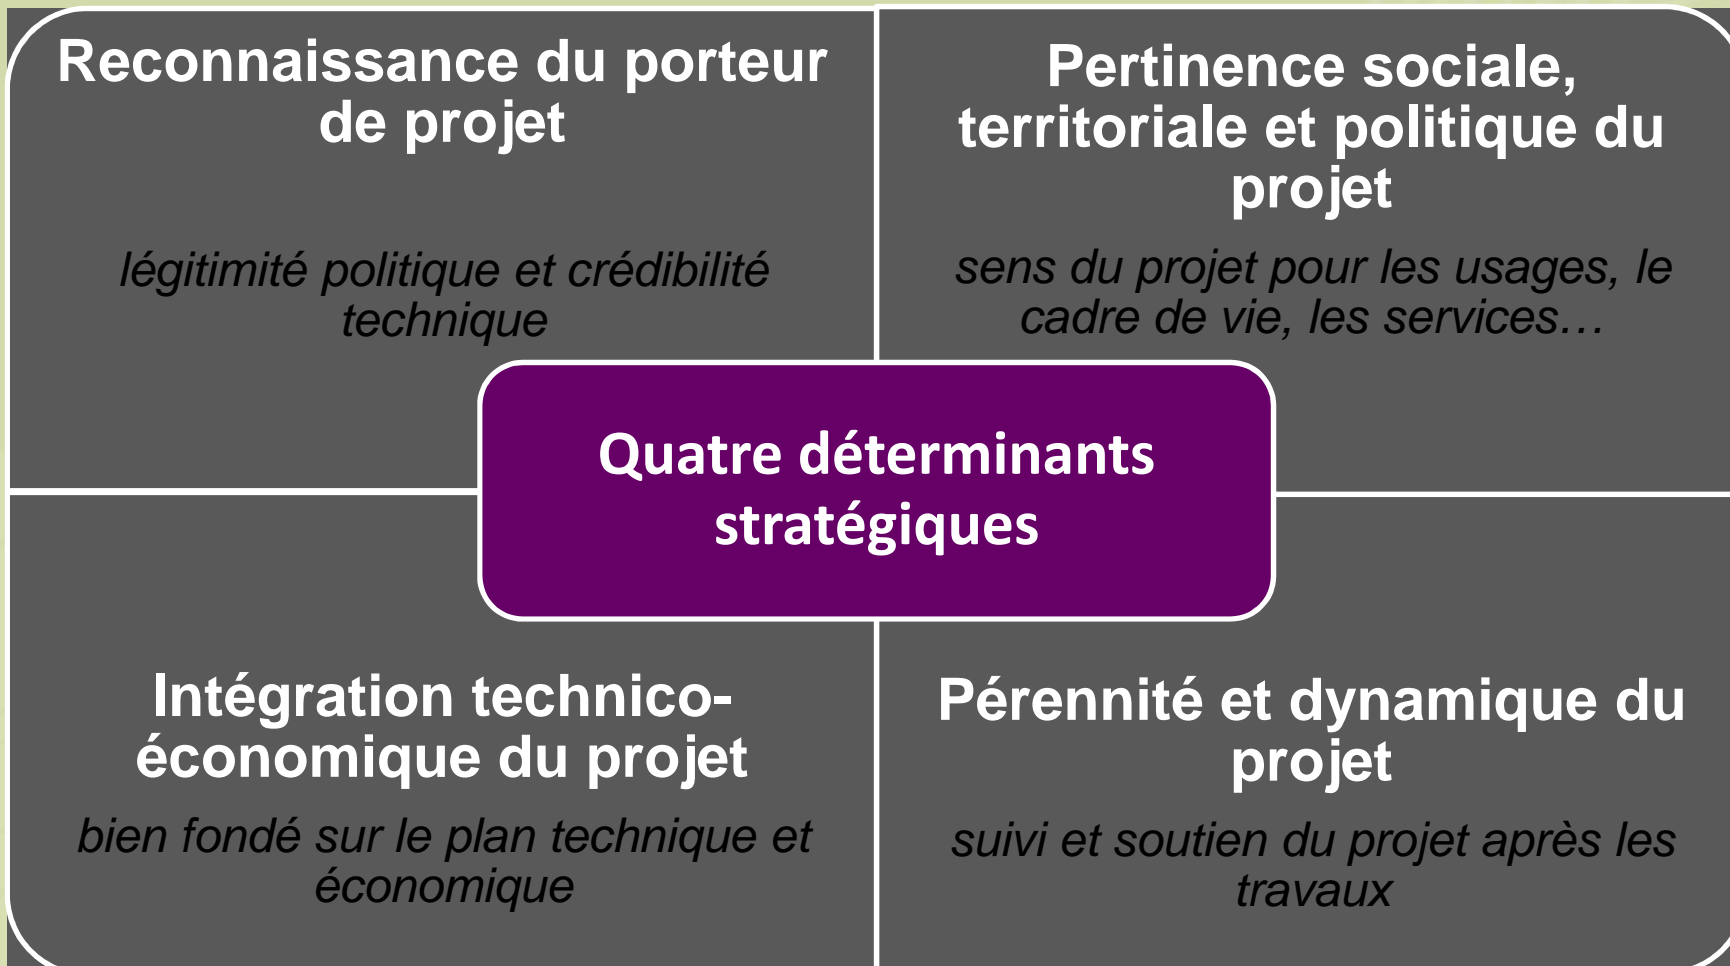 Reconnaissance du porteur
de projet
légitimité politique et crédibilité
technique
Pertinence sociale,
territoriale et politique du
projet
sens du projet pour les usages, le
cadre de vie, les services…
Quatre déterminants
stratégiques
Intégration technico-
économique du projet
bien fondé sur le plan technique et
économique
Pérennité et dynamique du
projet
suivi et soutien du projet après les
travaux